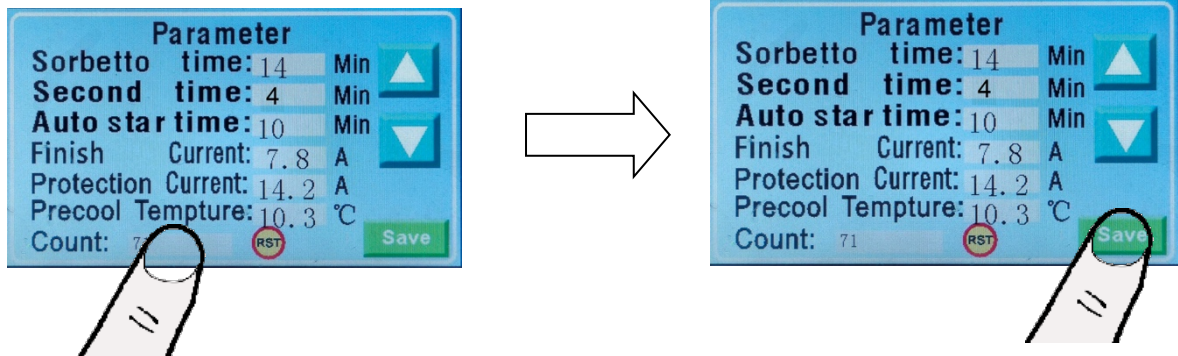 Parameter
Sorbetto time: 14 Min
Second time: 4 Min
Auto star time: 10 Min
Finish Current: 7.8 A
Protection Current: 14.2 A
Precool Tempture: 10.3 ℃
Count: RST Save
Parameter
Sorbetto time: 14 Min
Second time: 4 Min
Auto star time: 10 Min
Finish Current: 7.8 A
Protection Current: 14.2 A
Precool Tempture: 10.3 ℃
Count: 71 RST Save